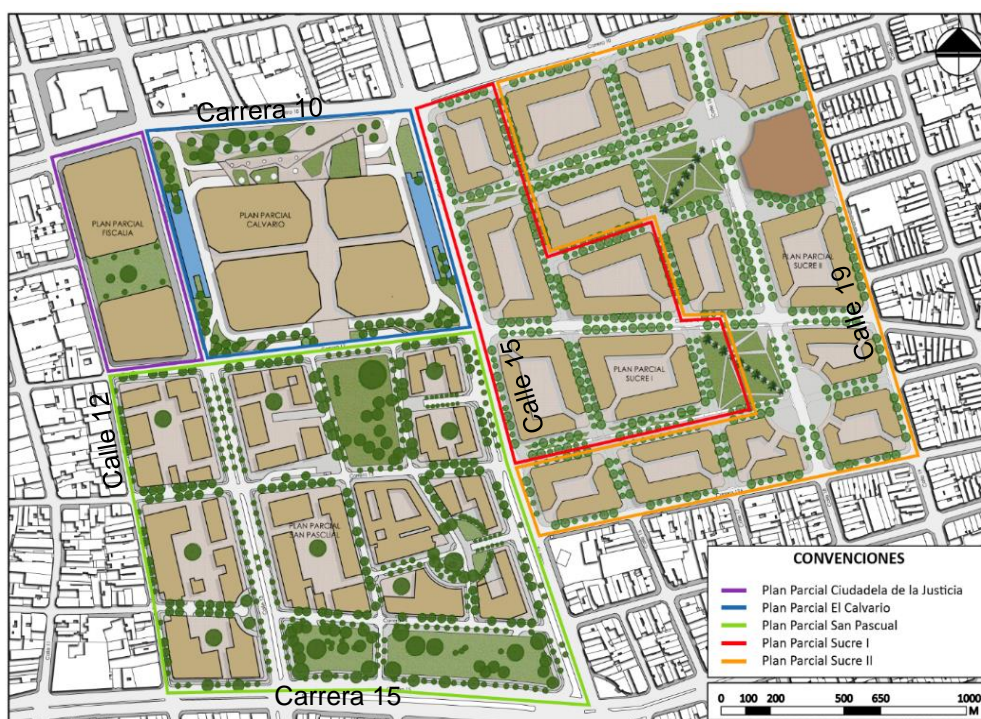 Carrera 10
PLAN PARCIAL
FISCALIA
PLAN PARCIAL
CALVARIO
PLAN PARCIAL
SUCRE II
Calle 19
Calle 15
PLAN PARCIAL
SUCRE I
Calle 12
PLAN PARCIAL
SAN PASCUAL
Carrera 15
CONVENCIONES
Plan Parcial Ciudadela de la Justicia
Plan Parcial El Calvario
Plan Parcial San Pascual
Plan Parcial Sucre I
Plan Parcial Sucre II
0 100 200 500 650 1000
M